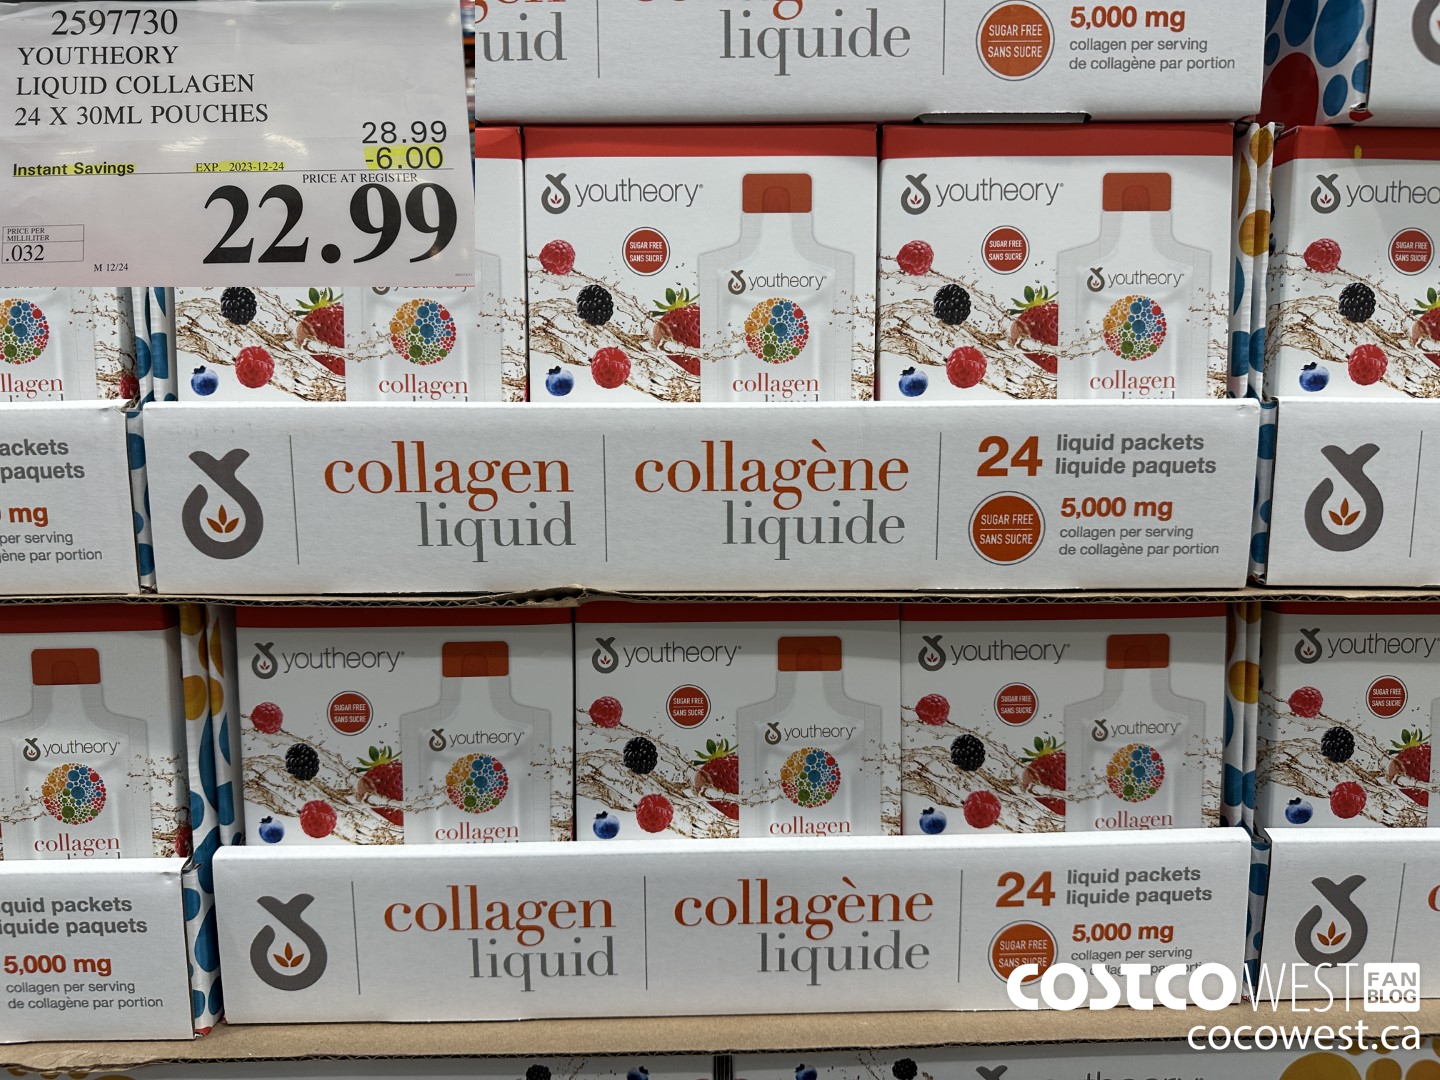 2597730
YOUTHEORY
LIQUID COLLAGEN
24 X 30ML POUCHES
28.99
Instant Savings EXP. 2023-12-24 -6.00
PRICE AT REGISTER
22.99
PRICE PER
MILLILITER
.032
M 12/24
uid
liquide
SUGAR FREE
SANS SUCRE
5,000 mg
collagen per serving
de collagène par portion
youtheory®
SUGAR FREE
SANS SUCRE
youtheory®
collagen
youtheory®
SUGAR FREE
SANS SUCRE
youtheory®
collagen
youtheo
SUGAR FREE
SANS SUCRE
llagen
collagen
ackets
paquets
mg
per serving
ène par portion
collagen
liquid
collagène
liquide
24
liquid packets
liquide paquets
SUGAR FREE
SANS SUCRE
5,000 mg
collagen per serving
de collagène par portion
youtheory®
collagen
youtheory®
SUGAR FREE
SANS SUCRE
youtheory®
collagen
youtheory®
SUGAR FREE
SANS SUCRE
youtheory®
collagen
youtheory®
SUGAR FREE
SANS SUCRE
youtheory®
collagen
youtheory
SUGAR FREE
SANS SUCRE
quid packets
iquide paquets
5,000 mg
collagen per serving
de collagène par portion
collagen
liquid
collagène
liquide
24
liquid packets
liquide paquets
SUGAR FREE
SANS SUCRE
5,000 mg
collagen per serving
COSTCO WEST FAN BLOG
cocowest.ca
youtheory